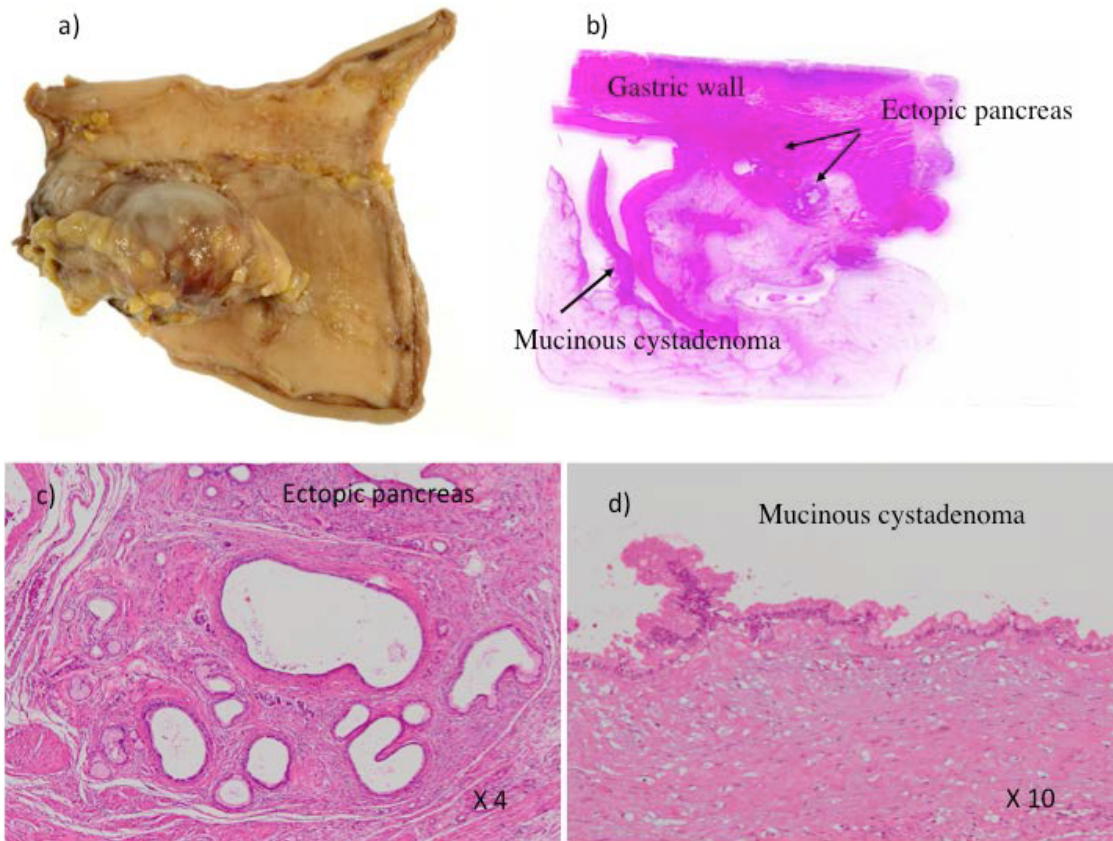 a)
b)
Gastric wall
Ectopic pancreas
Mucinous cystadenoma
c)
Ectopic pancreas
X 4
d)
Mucinous cystadenoma
X 10